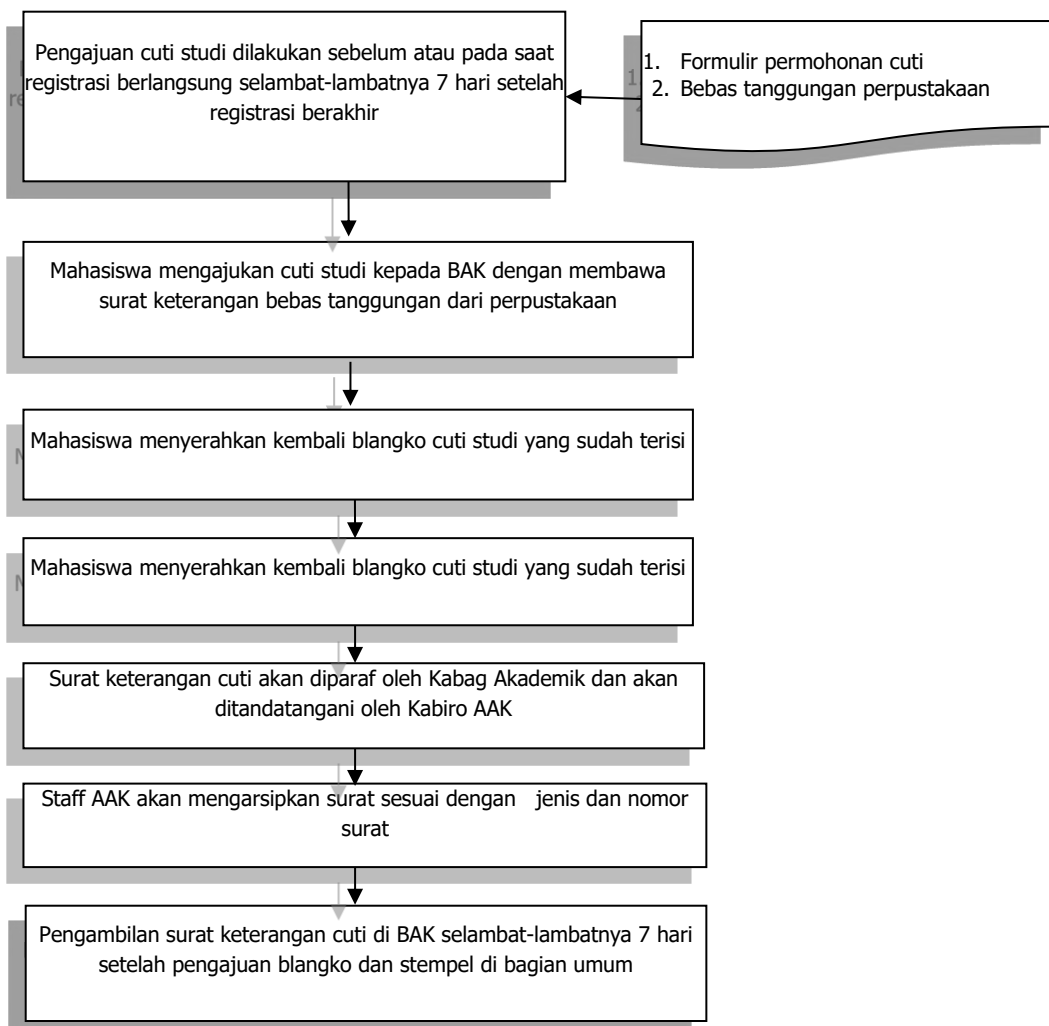 Pengajuan cuti studi dilakukan sebelum atau pada saat
registrasi berlangsung selambat-lambatnya 7 hari setelah
registrasi berakhir
1. Formulir permohonan cuti
2. Bebas tanggungan perpustakaan
Mahasiswa mengajukan cuti studi kepada BAK dengan membawa
surat keterangan bebas tanggungan dari perpustakaan
Mahasiswa menyerahkan kembali blangko cuti studi yang sudah terisi
Mahasiswa menyerahkan kembali blangko cuti studi yang sudah terisi
Surat keterangan cuti akan diparaf oleh Kabag Akademik dan akan
ditandatangani oleh Kabiro AAK
Staff AAK akan mengarsipkan surat sesuai dengan jenis dan nomor
surat
Pengambilan surat keterangan cuti di BAK selambat-lambatnya 7 hari
setelah pengajuan blangko dan stempel di bagian umum